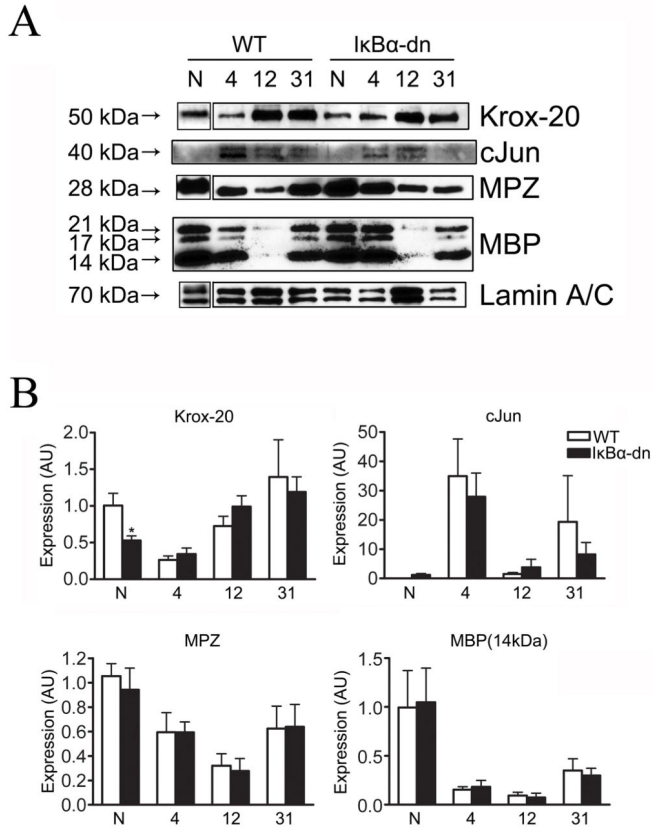 A
WT IκBα-dn
N 4 12 31 N 4 12 31
50 kDa→ Krox-20
40 kDa→ cJun
28 kDa→ MPZ
21 kDa→
17 kDa→ MBP
14 kDa→
70 kDa→ Lamin A/C
B
Krox-20
Expression (AU)
2.0
1.5
1.0
0.5
0.0
*
N 4 12 31
cJun
WT
IκBα-dn
Expression (AU)
50
40
30
20
10
0
N 4 12 31
MPZ
Expression (AU)
1.2
1.0
0.8
0.6
0.4
0.2
0.0
N 4 12 31
MBP(14kDa)
Expression (AU)
1.5
1.0
0.5
0.0
N 4 12 31